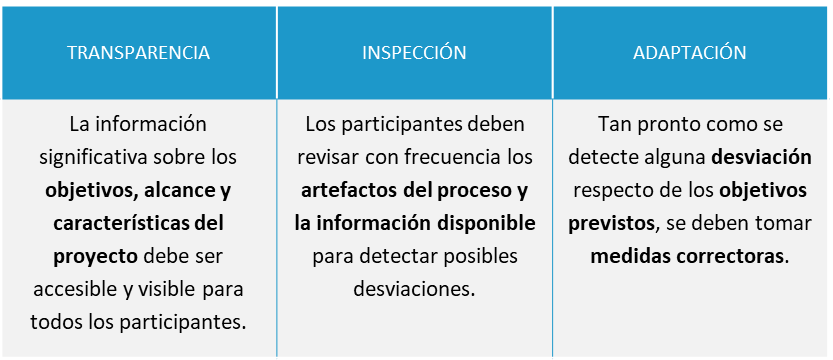 TRANSPARENCIA
INSPECCIÓN
ADAPTACIÓN
La información
significativa sobre los
objetivos, alcance y
características del
proyecto debe ser
accesible y visible para
todos los participantes.
Los participantes deben
revisar con frecuencia los
artefactos del proceso y
la información disponible
para detectar posibles
desviaciones.
Tan pronto como se
detecte alguna desviación
respecto de los objetivos
previstos, se deben tomar
medidas correctoras.